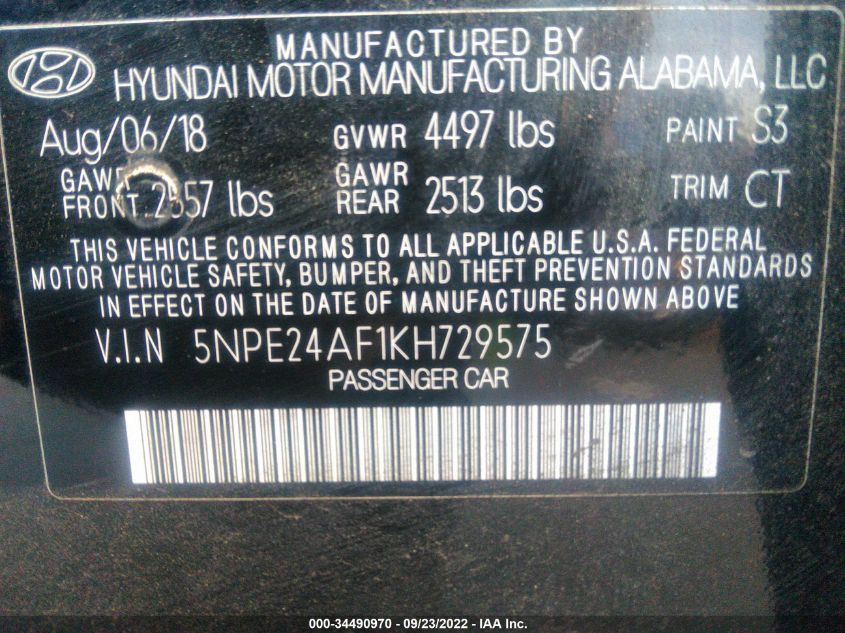 MANUFACTURED BY
HYUNDAI MOTOR MANUFACTURING ALABAMA, LLC
Aug/06/18 GVWR 4497 lbs PAINT S3
GAWR FRONT 2557 lbs GAWR REAR 2513 lbs TRIM CT
THIS VEHICLE CONFORMS TO ALL APPLICABLE U.S.A. FEDERAL
MOTOR VEHICLE SAFETY, BUMPER, AND THEFT PREVENTION STANDARDS
IN EFFECT ON THE DATE OF MANUFACTURE SHOWN ABOVE
V.I.N 5NPE24AF1KH729575
PASSENGER CAR
000-34490970 - 09/23/2022 - IAA Inc.